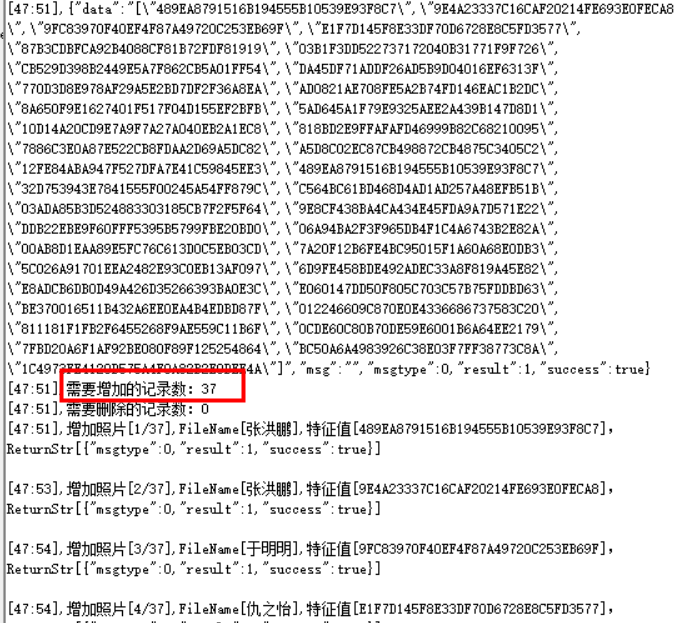 [47:51],{"data":"[\"489EA8791516B194555B10539E93F8C7\",\"9E4A23337C16CAF20214FE693E0FECA8
\",\"9FC83970F40EF4F87A49720C253EB69F\",\"E1F7D145F8E33DF70D6728E8C5FD3577\",
\"87B3CDBFCA92B4088CF81B72FDF81919\",\"03B1F3DD522737172040B31771F9F726\",
\"CB529D398B2449E5A7F862CB5A01FF54\",\"DA45DF71ADDF26AD5B9D04016EF6313F\",
\"770D3D8E978AF29A5E2BD7DF2F36A8EA\",\"AD0821AE708FE5A2B74FD146EAC1B2DC\",
\"8A650F9E1627401F517F04D155EF2BFB\",\"5AD645A1F79E9325AEE2A439B147D8D1\",
\"10D14A20CD9E7A9F7A27A040EB2A1EC8\",\"818BD2E9FFAFAFD46999B82C68210095\",
\"7886C3E0A87E522CB8FDAA2D69A5DC82\",\"A5D8C02EC87CB498872CB4875C3405C2\",
\"12FE84ABA947F527DFA7E41C59845EE3\",\"489EA8791516B194555B10539E93F8C7\",
\"32D753943E7841555F00245A54FF879C\",\"C564BC61BD468D4AD1AD257A48EFB51B\",
\"03ADA85B3D524883303185CB7F2F5F64\",\"9E8CF438BA4CA434E45FDA9A7D571E22\",
\"DDB22EBE9F60FFF5395B5799FBE20BD0\",\"06A94BA2F3F965DB4F1C4A6743B2E82A\",
\"00AB8D1EAA89E5FC76C613D0C5EB03CD\",\"7A20F12B6FE4BC95015F1A60A68E0DB3\",
\"5C026A91701EEA2482E93C0EB13AF097\",\"6D9FE458BDE492ADEC33A8F819A45E82\",
\"E8ADCB6DB0D49A426D35266393BA0E3C\",\"E060147DD50F805C703C57B75FDDBD63\",
\"BE370016511B432A6EE0EA4B4EDBD87F\",\"012246609C870E0E4336686737583C20\",
\"811181F1FB2F6455268F9AE559C11B6F\",\"0CDE60C80B70DE59E6001B6A64EE2179\",
\"7FBD20A6F1AF92BE080F89F125254864\",\"BC50A6A4983926C38E03F7FF38773C8A\",
\"]","msg":"","msgtype":0,"result":1,"success":true}
[47:51],需要增加的记录数：37
[47:51],需要删除的记录数：0
[47:51],增加照片[1/37],FileName[张洪鹏],特征值[489EA8791516B194555B10539E93F8C7],
ReturnStr[{"msgtype":0,"result":1,"success":true}]
[47:53],增加照片[2/37],FileName[张洪鹏],特征值[9E4A23337C16CAF20214FE693E0FECA8],
ReturnStr[{"msgtype":0,"result":1,"success":true}]
[47:54],增加照片[3/37],FileName[于明明],特征值[9FC83970F40EF4F87A49720C253EB69F],
ReturnStr[{"msgtype":0,"result":1,"success":true}]
[47:54],增加照片[4/37],FileName[仇之怡],特征值[E1F7D145F8E33DF70D6728E8C5FD3577],